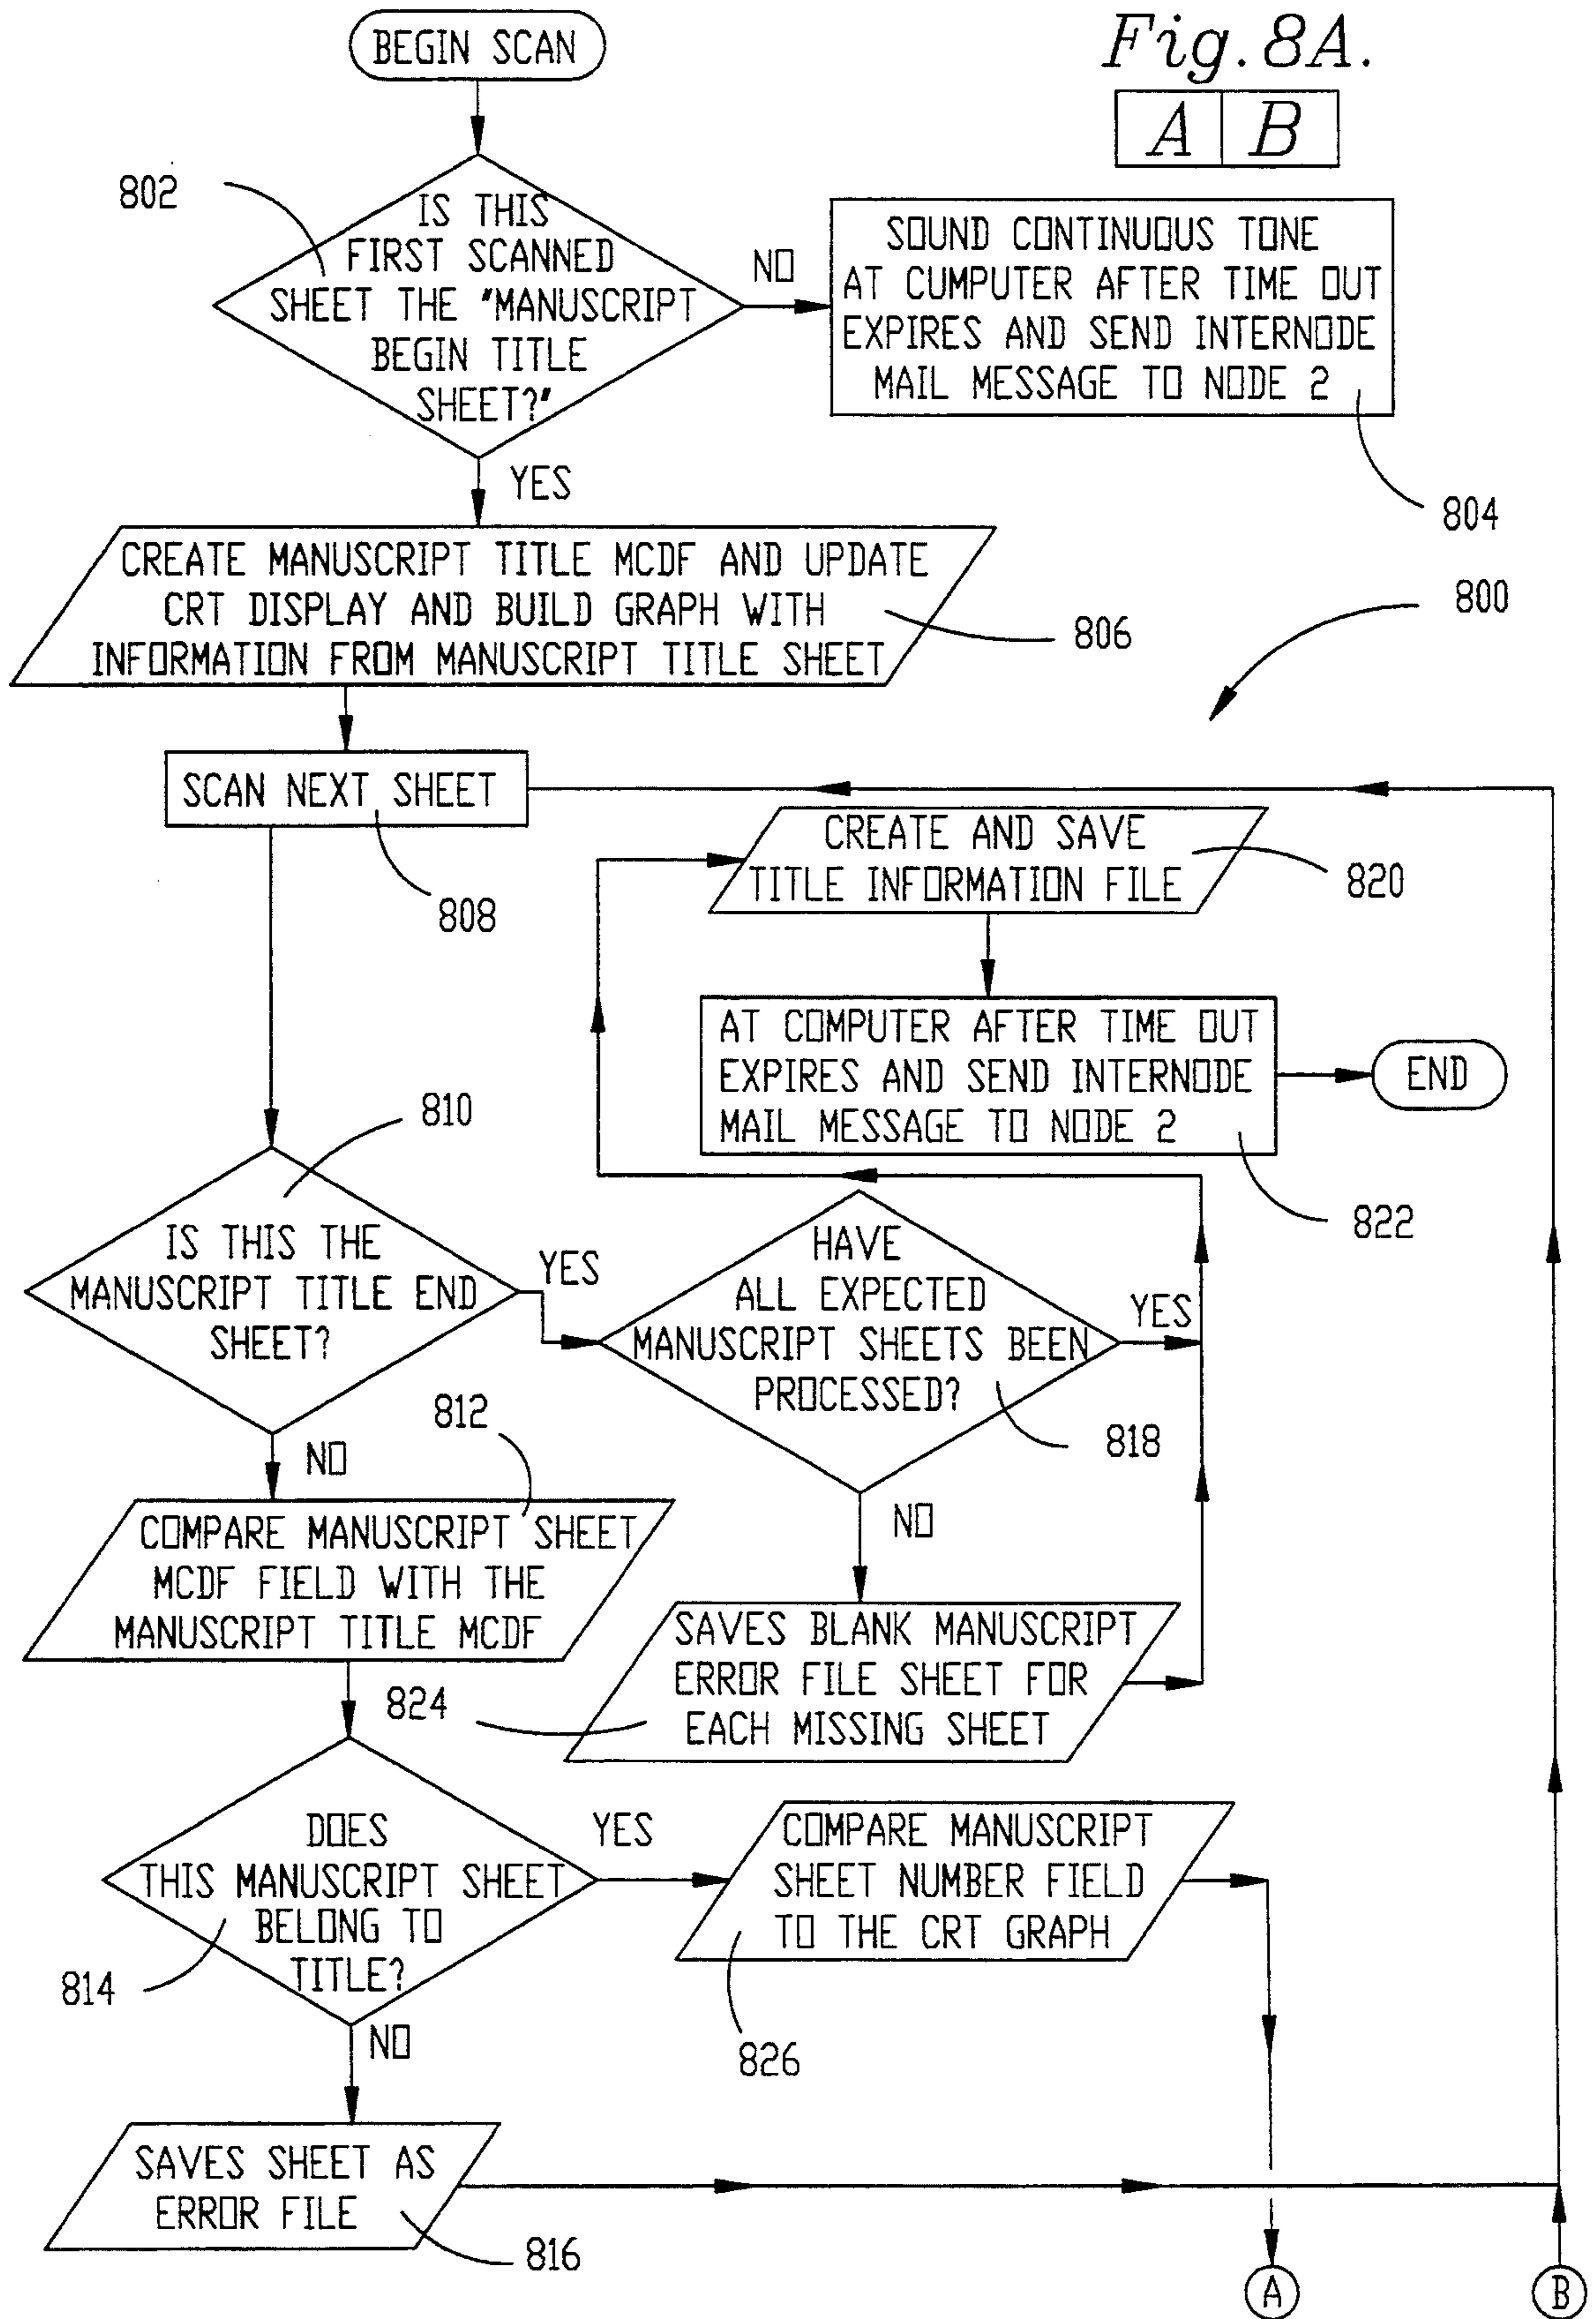 BEGIN SCAN
Fig. 8A.
A B
802
IS THIS
FIRST SCANNED
SHEET THE "MANUSCRIPT
BEGIN TITLE
SHEET?"
NO
SOUND CONTINUOUS TONE
AT CUMPUTER AFTER TIME OUT
EXPIRES AND SEND INTERNODE
MAIL MESSAGE TO NODE 2
804
YES
CREATE MANUSCRIPT TITLE MCDF AND UPDATE
CRT DISPLAY AND BUILD GRAPH WITH
INFORMATION FROM MANUSCRIPT TITLE SHEET
806
800
SCAN NEXT SHEET
808
CREATE AND SAVE
TITLE INFORMATION FILE
820
AT COMPUTER AFTER TIME OUT
EXPIRES AND SEND INTERNODE
MAIL MESSAGE TO NODE 2
822
END
810
IS THIS THE
MANUSCRIPT TITLE END
SHEET?
YES
HAVE
ALL EXPECTED
MANUSCRIPT SHEETS BEEN
PROCESSED?
YES
818
NO
812
COMPARE MANUSCRIPT SHEET
MCDF FIELD WITH THE
MANUSCRIPT TITLE MCDF
NO
SAVES BLANK MANUSCRIPT
ERROR FILE SHEET FOR
EACH MISSING SHEET
824
DOES
THIS MANUSCRIPT SHEET
BELONG TO
TITLE?
814
YES
COMPARE MANUSCRIPT
SHEET NUMBER FIELD
TO THE CRT GRAPH
826
NO
SAVES SHEET AS
ERROR FILE
816
A
B